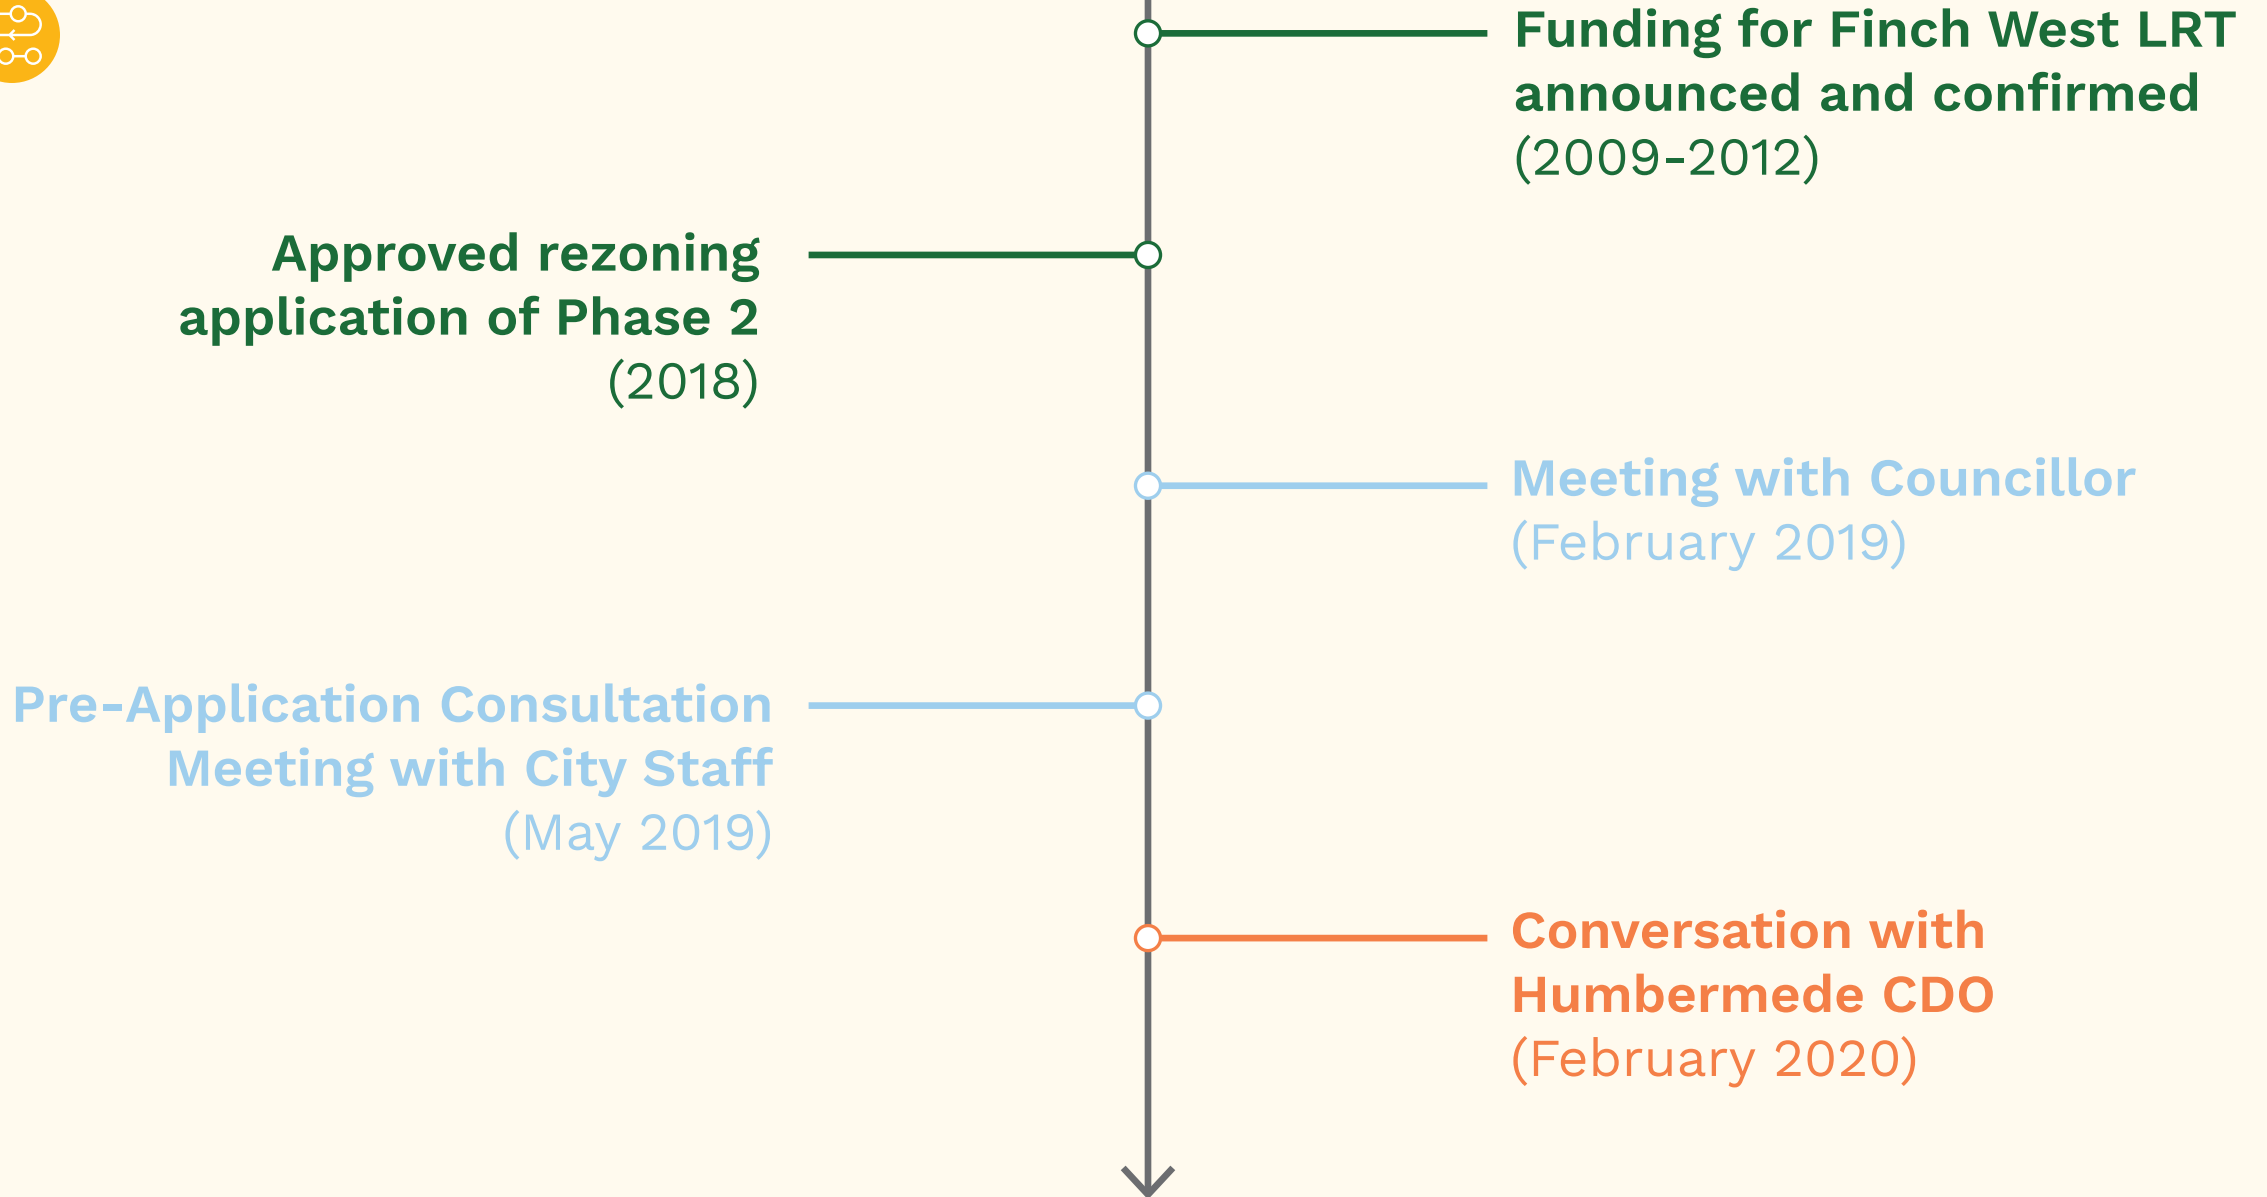 Funding for Finch West LRT
announced and confirmed
(2009-2012)
Approved rezoning
application of Phase 2
(2018)
Meeting with Councillor
(February 2019)
Pre-Application Consultation
Meeting with City Staff
(May 2019)
Conversation with
Humbermede CDO
(February 2020)